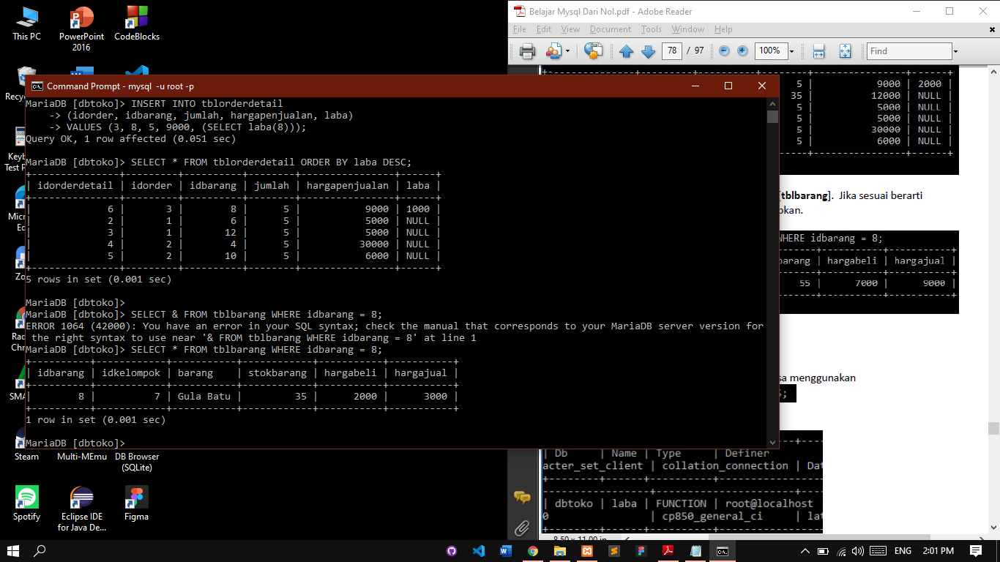 This PC
PowerPoint
2016
CodeBlocks
Recyc
Keyb
Test P
Micro
Ed
Zo
Rad
Chr
SMA
Steam
Multi-MEmu
DB Browser
(SQLite)
Spotify
Eclipse IDE
for Java De...
Figma
Command Prompt - mysql -u root -p
MariaDB [dbtoko]> INSERT INTO tblorderdetail
-> (idorder, idbarang, jumlah, hargapenjualan, laba)
-> VALUES (3, 8, 5, 9000, (SELECT laba(8)));
Query OK, 1 row affected (0.051 sec)
MariaDB [dbtoko]> SELECT * FROM tblorderdetail ORDER BY laba DESC;
+---------------+---------+----------+--------+----------------+------+
| idorderdetail | idorder | idbarang | jumlah | hargapenjualan | laba |
+---------------+---------+----------+--------+----------------+------+
| 6 | 3 | 8 | 5 | 9000 | 1000 |
| 2 | 1 | 6 | 5 | 5000 | NULL |
| 3 | 1 | 12 | 5 | 5000 | NULL |
| 4 | 2 | 4 | 5 | 30000 | NULL |
| 5 | 2 | 10 | 5 | 6000 | NULL |
+---------------+---------+----------+--------+----------------+------+
5 rows in set (0.001 sec)
MariaDB [dbtoko]>
MariaDB [dbtoko]> SELECT & FROM tblbarang WHERE idbarang = 8;
ERROR 1064 (42000): You have an error in your SQL syntax; check the manual that corresponds to your MariaDB server version for
the right syntax to use near '& FROM tblbarang WHERE idbarang = 8' at line 1
MariaDB [dbtoko]> SELECT * FROM tblbarang WHERE idbarang = 8;
+----------+------------+-----------+------------+-----------+-----------+
| idbarang | idkelompok | barang | stokbarang | hargabeli | hargajual |
+----------+------------+-----------+------------+-----------+-----------+
| 8 | 7 | Gula Batu | 35 | 2000 | 3000 |
+----------+------------+-----------+------------+-----------+-----------+
1 row in set (0.001 sec)
MariaDB [dbtoko]>
Belajar Mysql Dari Nol.pdf - Adobe Reader
File Edit View Document Tools Window Help
78 / 97 100% Find
5 | 9000 | 2000 |
35 | 12000 | NULL |
5 | 5000 | NULL |
5 | 5000 | NULL |
5 | 30000 | NULL |
5 | 6000 | NULL |
[tblbarang]. Jika sesuai berarti
okan.
WHERE idbarang = 8;
barang | hargabeli | hargajual |
55 | 7000 | 9000 |
sa menggunakan
;
| Db | Name | Type | Definer
acter_set_client | collation_connection | Dat
| dbtoko | laba | FUNCTION | root@localhost
0 | cp850_general_ci | lat
8.50 x 11.00 in
ENG 2:01 PM